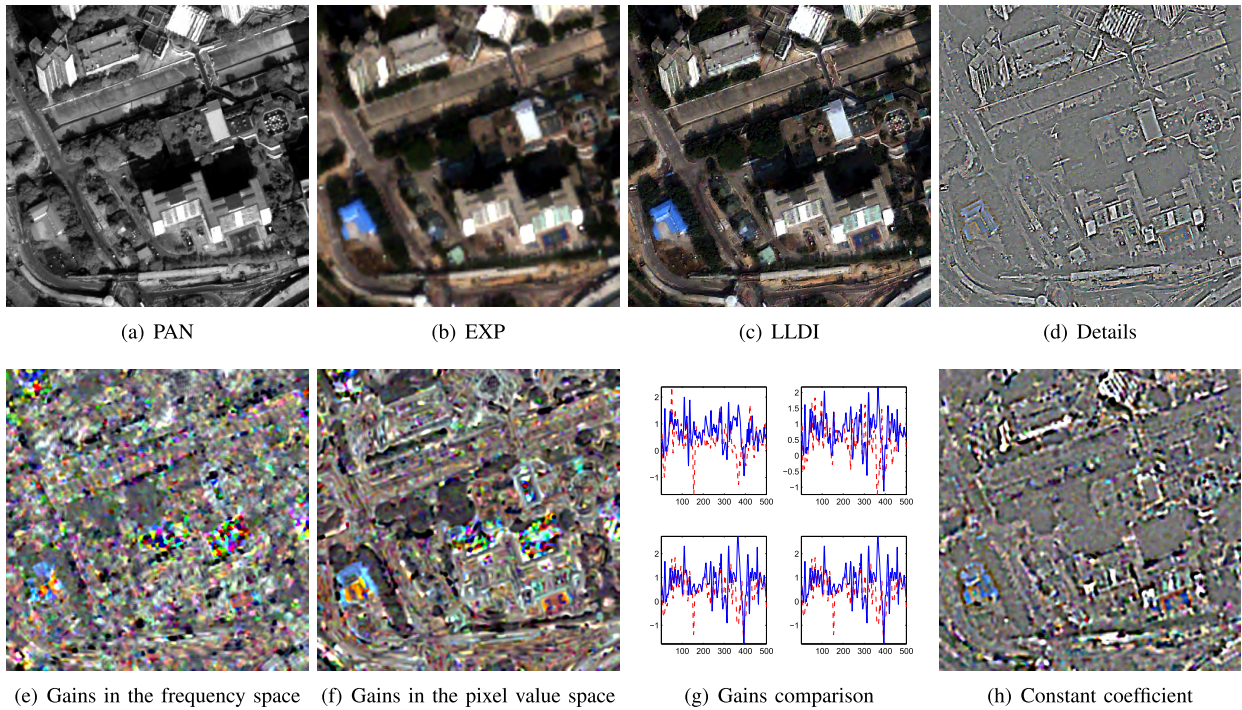 (a) PAN
(b) EXP
(c) LLDI
(d) Details
2
1
0
−1
100 200 300 400 500
2
1.5
1
0.5
0
−0.5
−1
100 200 300 400 500
2
1
0
−1
100 200 300 400 500
2
1
0
−1
100 200 300 400 500
(e) Gains in the frequency space
(f) Gains in the pixel value space
(g) Gains comparison
(h) Constant coefficient